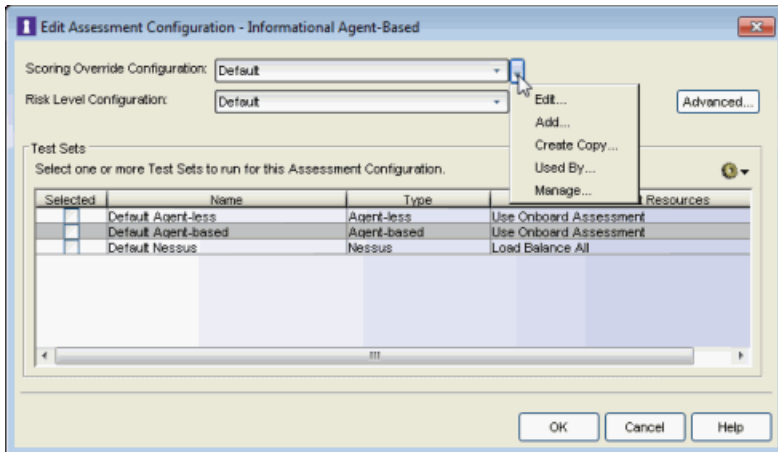 Edit Assessment Configuration - Informational Agent-Based
Scoring Override Configuration: Default
Risk Level Configuration: Default
Edit...
Add...
Create Copy...
Used By...
Manage...
Advanced...
Test Sets
Select one or more Test Sets to run for this Assessment Configuration.
Selected Name Type Resources
Default Agent-less Agent-less Use Onboard Assessment
Default Agent-based Agent-based Use Onboard Assessment
Default Nessus Nessus Load Balance All
OK Cancel Help